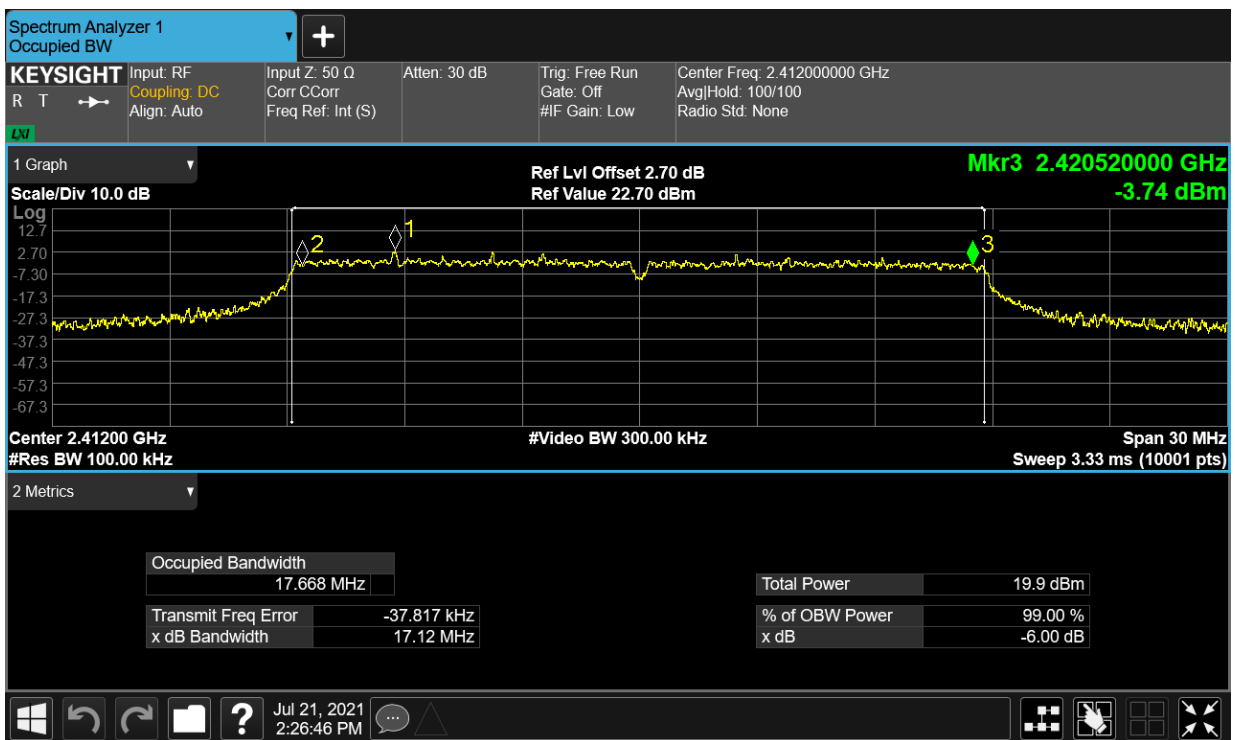 Spectrum Analyzer 1
Occupied BW
KEYSIGHT
R T
LXI
Input: RF
Coupling: DC
Align: Auto
Input Z: 50 Ω
Corr CCorr
Freq Ref: Int (S)
Atten: 30 dB
Trig: Free Run
Gate: Off
#IF Gain: Low
Center Freq: 2.412000000 GHz
Avg|Hold: 100/100
Radio Std: None
1 Graph
Scale/Div 10.0 dB
Ref Lvl Offset 2.70 dB
Ref Value 22.70 dBm
Mkr3 2.420520000 GHz
-3.74 dBm
Log
12.7
2.70
-7.30
-17.3
-27.3
-37.3
-47.3
-57.3
-67.3
2
1
3
Center 2.41200 GHz
#Res BW 100.00 kHz
#Video BW 300.00 kHz
Span 30 MHz
Sweep 3.33 ms (10001 pts)
2 Metrics
Occupied Bandwidth
17.668 MHz
Transmit Freq Error -37.817 kHz
x dB Bandwidth 17.12 MHz
Total Power 19.9 dBm
% of OBW Power 99.00 %
x dB -6.00 dB
?
Jul 21, 2021
2:26:46 PM